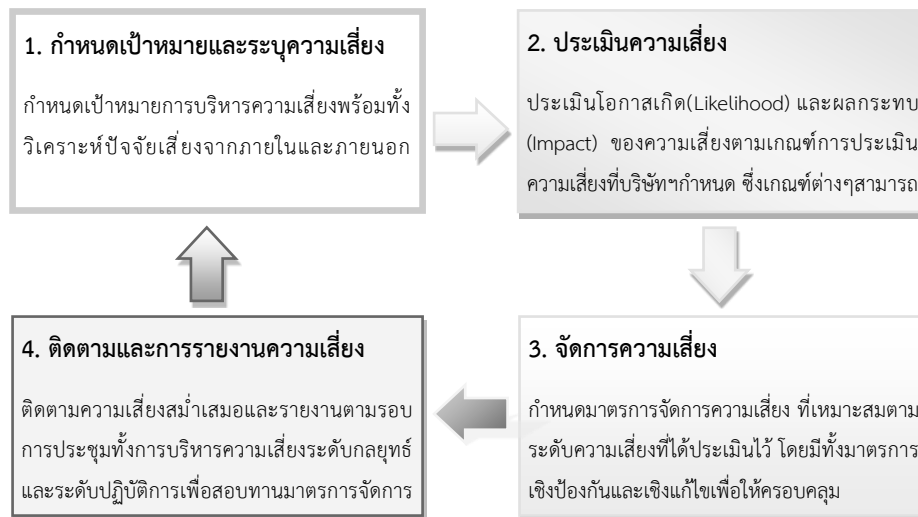 1. กำหนดเป้าหมายและระบุความเสี่ยง
กำหนดเป้าหมายการบริหารความเสี่ยงพร้อมทั้ง
วิเคราะห์ปัจจัยเสี่ยงจากภายในและภายนอก
2. ประเมินความเสี่ยง
ประเมินโอกาสเกิด(Likelihood) และผลกระทบ
(Impact) ของความเสี่ยงตามเกณฑ์การประเมิน
ความเสี่ยงที่บริษัทฯกำหนด ซึ่งเกณฑ์ต่างๆสามารถ
3. จัดการความเสี่ยง
กำหนดมาตรการจัดการความเสี่ยง ที่เหมาะสมตาม
ระดับความเสี่ยงที่ได้ประเมินไว้ โดยมีทั้งมาตรการ
เชิงป้องกันและเชิงแก้ไขเพื่อให้ครอบคลุม
4. ติดตามและการรายงานความเสี่ยง
ติดตามความเสี่ยงสม่ำเสมอและรายงานตามรอบ
การประชุมทั้งการบริหารความเสี่ยงระดับกลยุทธ์
และระดับปฏิบัติการเพื่อสอบทานมาตรการจัดการ